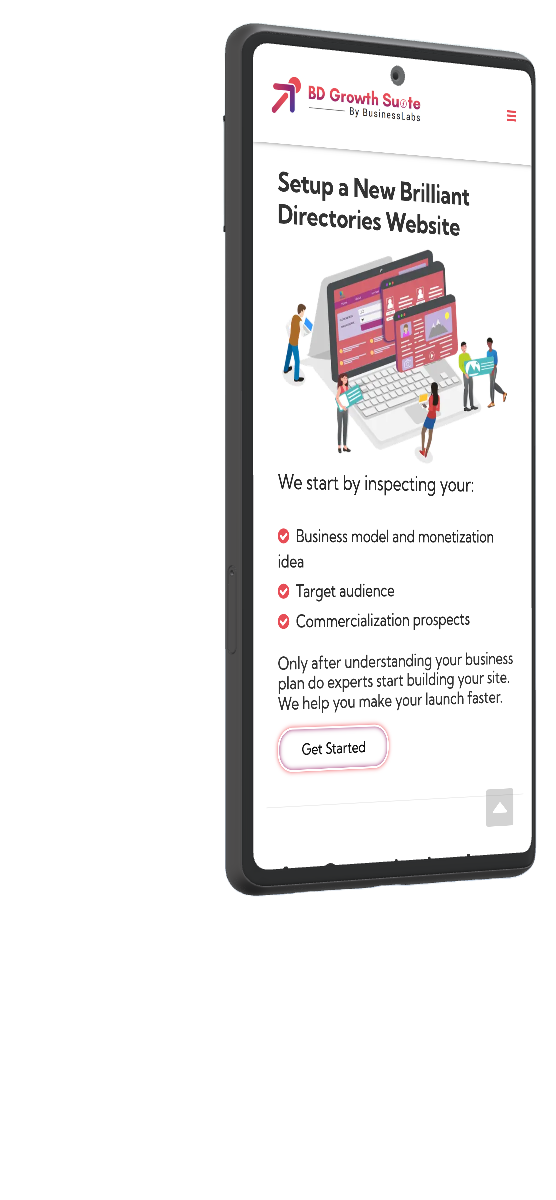 BD Growth Suite
By BusinessLabs
Setup a New Brilliant
Directories Website
We start by inspecting your:
Business model and monetization
idea
Target audience
Commercialization prospects
Only after understanding your business
plan do experts start building your site.
We help you make your launch faster.
Get Started